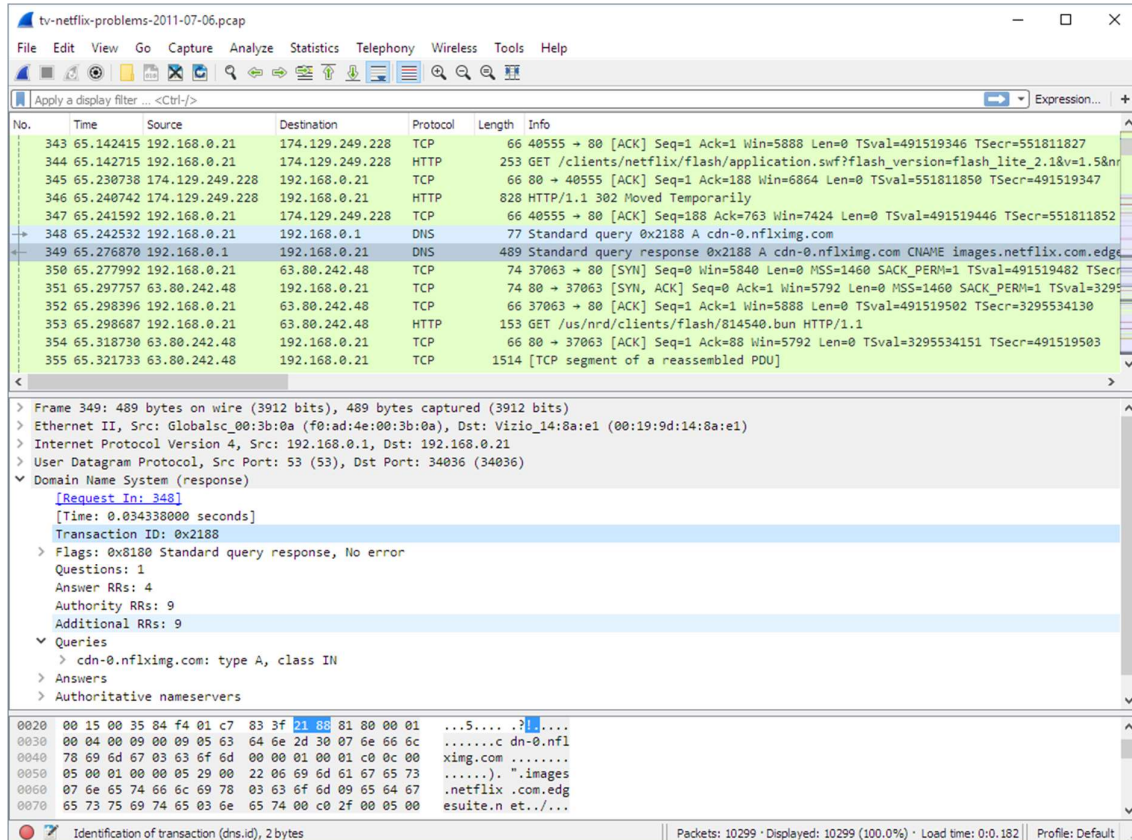 tv-netflix-problems-2011-07-06.pcap
File Edit View Go Capture Analyze Statistics Telephony Wireless Tools Help
Apply a display filter ... <Ctrl-/> Expression... +
No. Time Source Destination Protocol Length Info
343 65.142415 192.168.0.21 174.129.249.228 TCP 66 40555 → 80 [ACK] Seq=1 Ack=1 Win=5888 Len=0 TSval=491519346 TSecr=551811827
344 65.142715 192.168.0.21 174.129.249.228 HTTP 253 GET /clients/netflix/flash/application.swf?flash_version=flash_lite_2.1&v=1.5&nr
345 65.230738 174.129.249.228 192.168.0.21 TCP 66 80 → 40555 [ACK] Seq=1 Ack=188 Win=6864 Len=0 TSval=551811850 TSecr=491519347
346 65.240742 174.129.249.228 192.168.0.21 HTTP 828 HTTP/1.1 302 Moved Temporarily
347 65.241592 192.168.0.21 174.129.249.228 TCP 66 40555 → 80 [ACK] Seq=188 Ack=763 Win=7424 Len=0 TSval=491519446 TSecr=551811852
348 65.242532 192.168.0.21 192.168.0.1 DNS 77 Standard query 0x2188 A cdn-0.nflximg.com
349 65.276870 192.168.0.1 192.168.0.21 DNS 489 Standard query response 0x2188 A cdn-0.nflximg.com CNAME images.netflix.com.edge
350 65.277992 192.168.0.21 63.80.242.48 TCP 74 37063 → 80 [SYN] Seq=0 Win=5840 Len=0 MSS=1460 SACK_PERM=1 TSval=491519482 TSecr
351 65.297757 63.80.242.48 192.168.0.21 TCP 74 80 → 37063 [SYN, ACK] Seq=0 Ack=1 Win=5792 Len=0 MSS=1460 SACK_PERM=1 TSval=3295
352 65.298396 192.168.0.21 63.80.242.48 TCP 66 37063 → 80 [ACK] Seq=1 Ack=1 Win=5888 Len=0 TSval=491519502 TSecr=3295534130
353 65.298687 192.168.0.21 63.80.242.48 HTTP 153 GET /us/nrd/clients/flash/814540.bun HTTP/1.1
354 65.318730 63.80.242.48 192.168.0.21 TCP 66 80 → 37063 [ACK] Seq=1 Ack=88 Win=5792 Len=0 TSval=3295534151 TSecr=491519503
355 65.321733 63.80.242.48 192.168.0.21 TCP 1514 [TCP segment of a reassembled PDU]
> Frame 349: 489 bytes on wire (3912 bits), 489 bytes captured (3912 bits)
> Ethernet II, Src: Globalsc_00:3b:0a (f0:ad:4e:00:3b:0a), Dst: Vizio_14:8a:e1 (00:19:9d:14:8a:e1)
> Internet Protocol Version 4, Src: 192.168.0.1, Dst: 192.168.0.21
> User Datagram Protocol, Src Port: 53 (53), Dst Port: 34036 (34036)
Domain Name System (response)
[Request In: 348]
[Time: 0.034338000 seconds]
Transaction ID: 0x2188
> Flags: 0x8180 Standard query response, No error
Questions: 1
Answer RRs: 4
Authority RRs: 9
Additional RRs: 9
Queries
> cdn-0.nflximg.com: type A, class IN
> Answers
> Authoritative nameservers
0020 00 15 00 35 84 f4 01 c7 83 3f 21 88 81 80 00 01 ...5.... .?!.....
0030 00 04 00 09 00 09 05 63 64 6e 2d 30 07 6e 66 6c .......c dn-0.nfl
0040 78 69 6d 67 03 63 6f 6d 00 00 01 00 01 c0 0c 00 ximg.com ........
0050 05 00 01 00 00 05 29 00 22 06 69 6d 61 67 65 73 ......). ".images
0060 07 6e 65 74 66 6c 69 78 03 63 6f 6d 09 65 64 67 .netflix .com.edg
0070 65 73 75 69 74 65 03 6e 65 74 00 c0 2f 00 05 00 esuite.n et../...
Identification of transaction (dns.id), 2 bytes Packets: 10299 · Displayed: 10299 (100.0%) · Load time: 0:0.182 Profile: Default